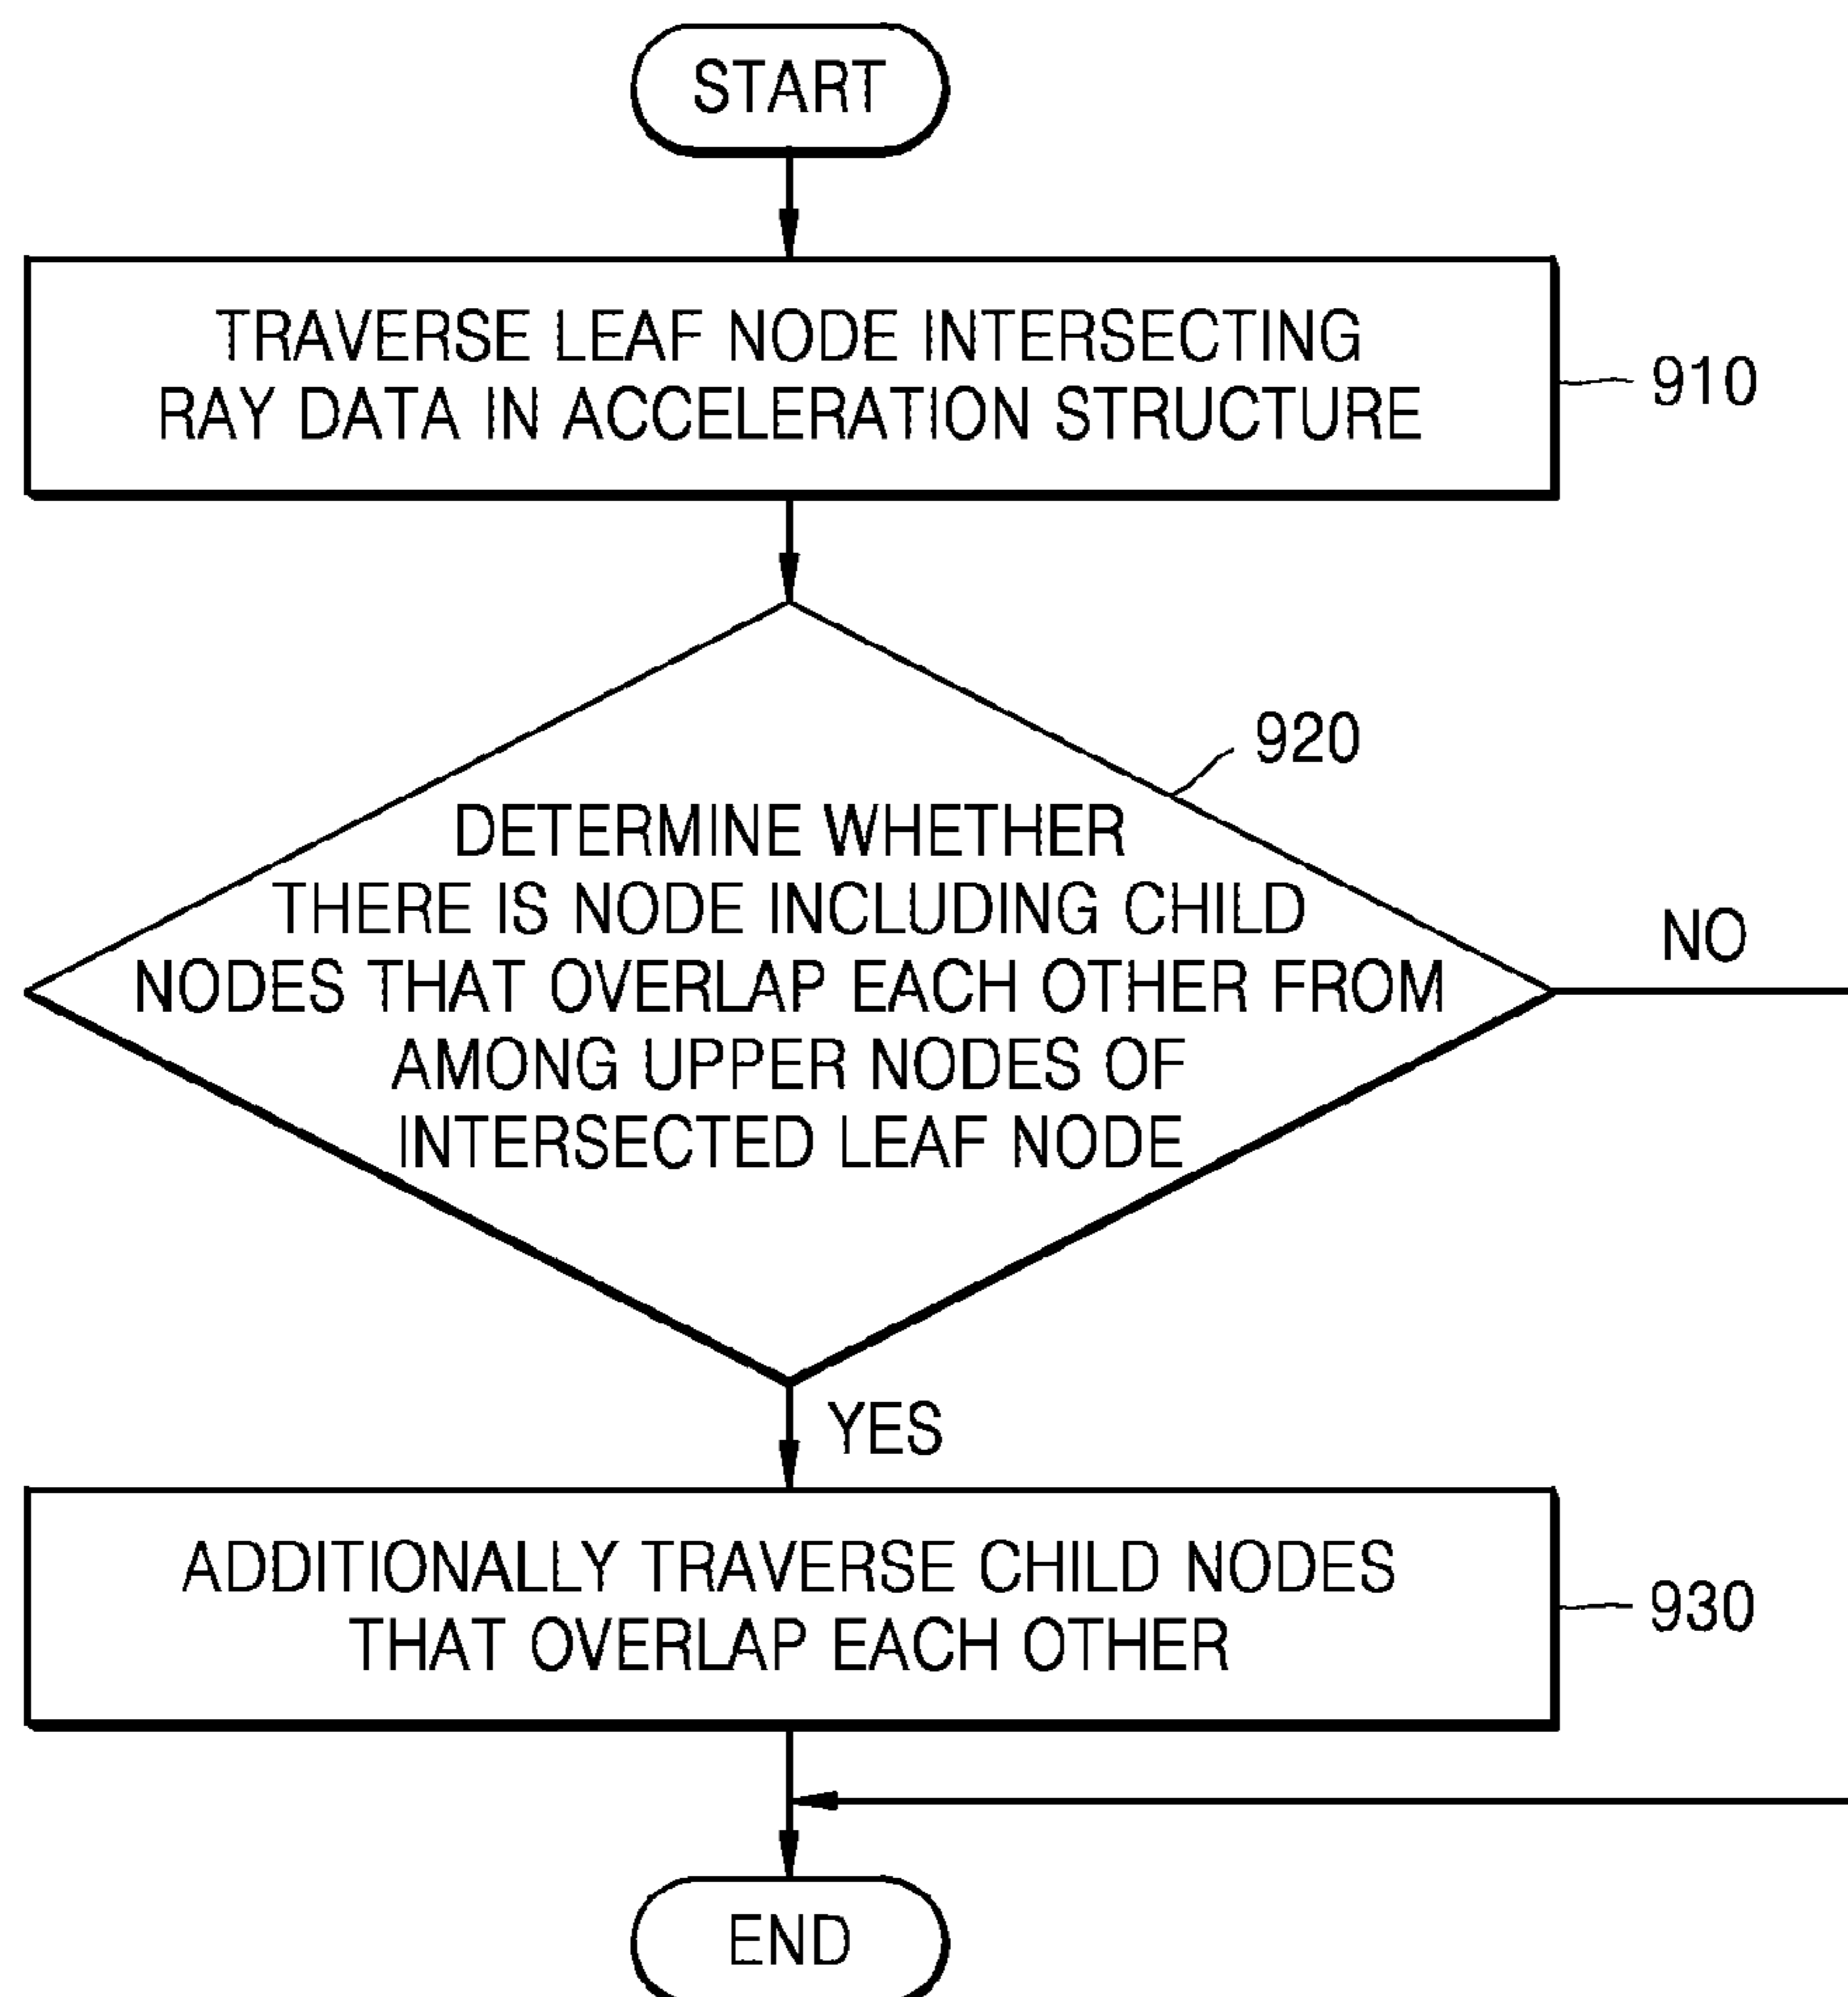 START
TRAVERSE LEAF NODE INTERSECTING
RAY DATA IN ACCELERATION STRUCTURE
910
920
DETERMINE WHETHER
THERE IS NODE INCLUDING CHILD
NODES THAT OVERLAP EACH OTHER FROM
AMONG UPPER NODES OF
INTERSECTED LEAF NODE
NO
YES
ADDITIONALLY TRAVERSE CHILD NODES
THAT OVERLAP EACH OTHER
930
END